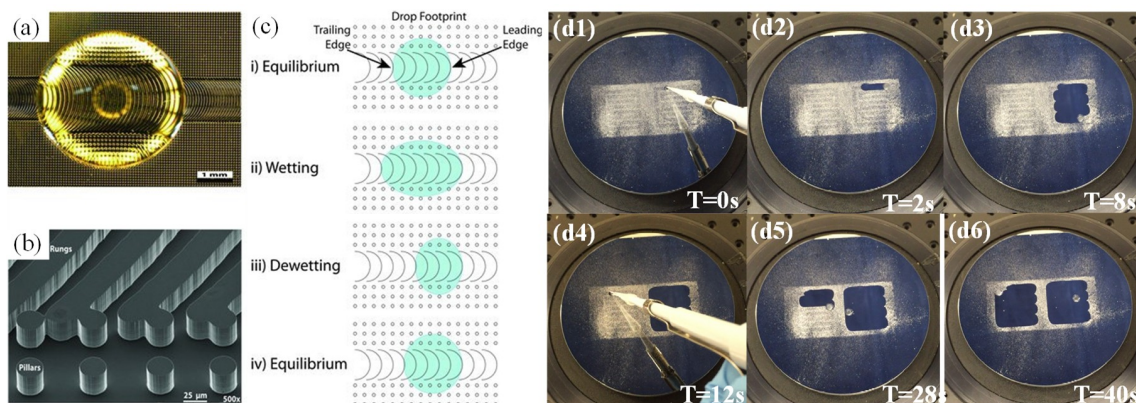 (a)
1 mm
(b)
Rungs
Pillars
25 µm
500x
(c)
Drop Footprint
Trailing
Edge
Leading
Edge
i) Equilibrium
ii) Wetting
iii) Dewetting
iv) Equilibrium
(d1)
T=0s
(d2)
T=2s
(d3)
T=8s
(d4)
T=12s
(d5)
T=28s
(d6)
T=40s